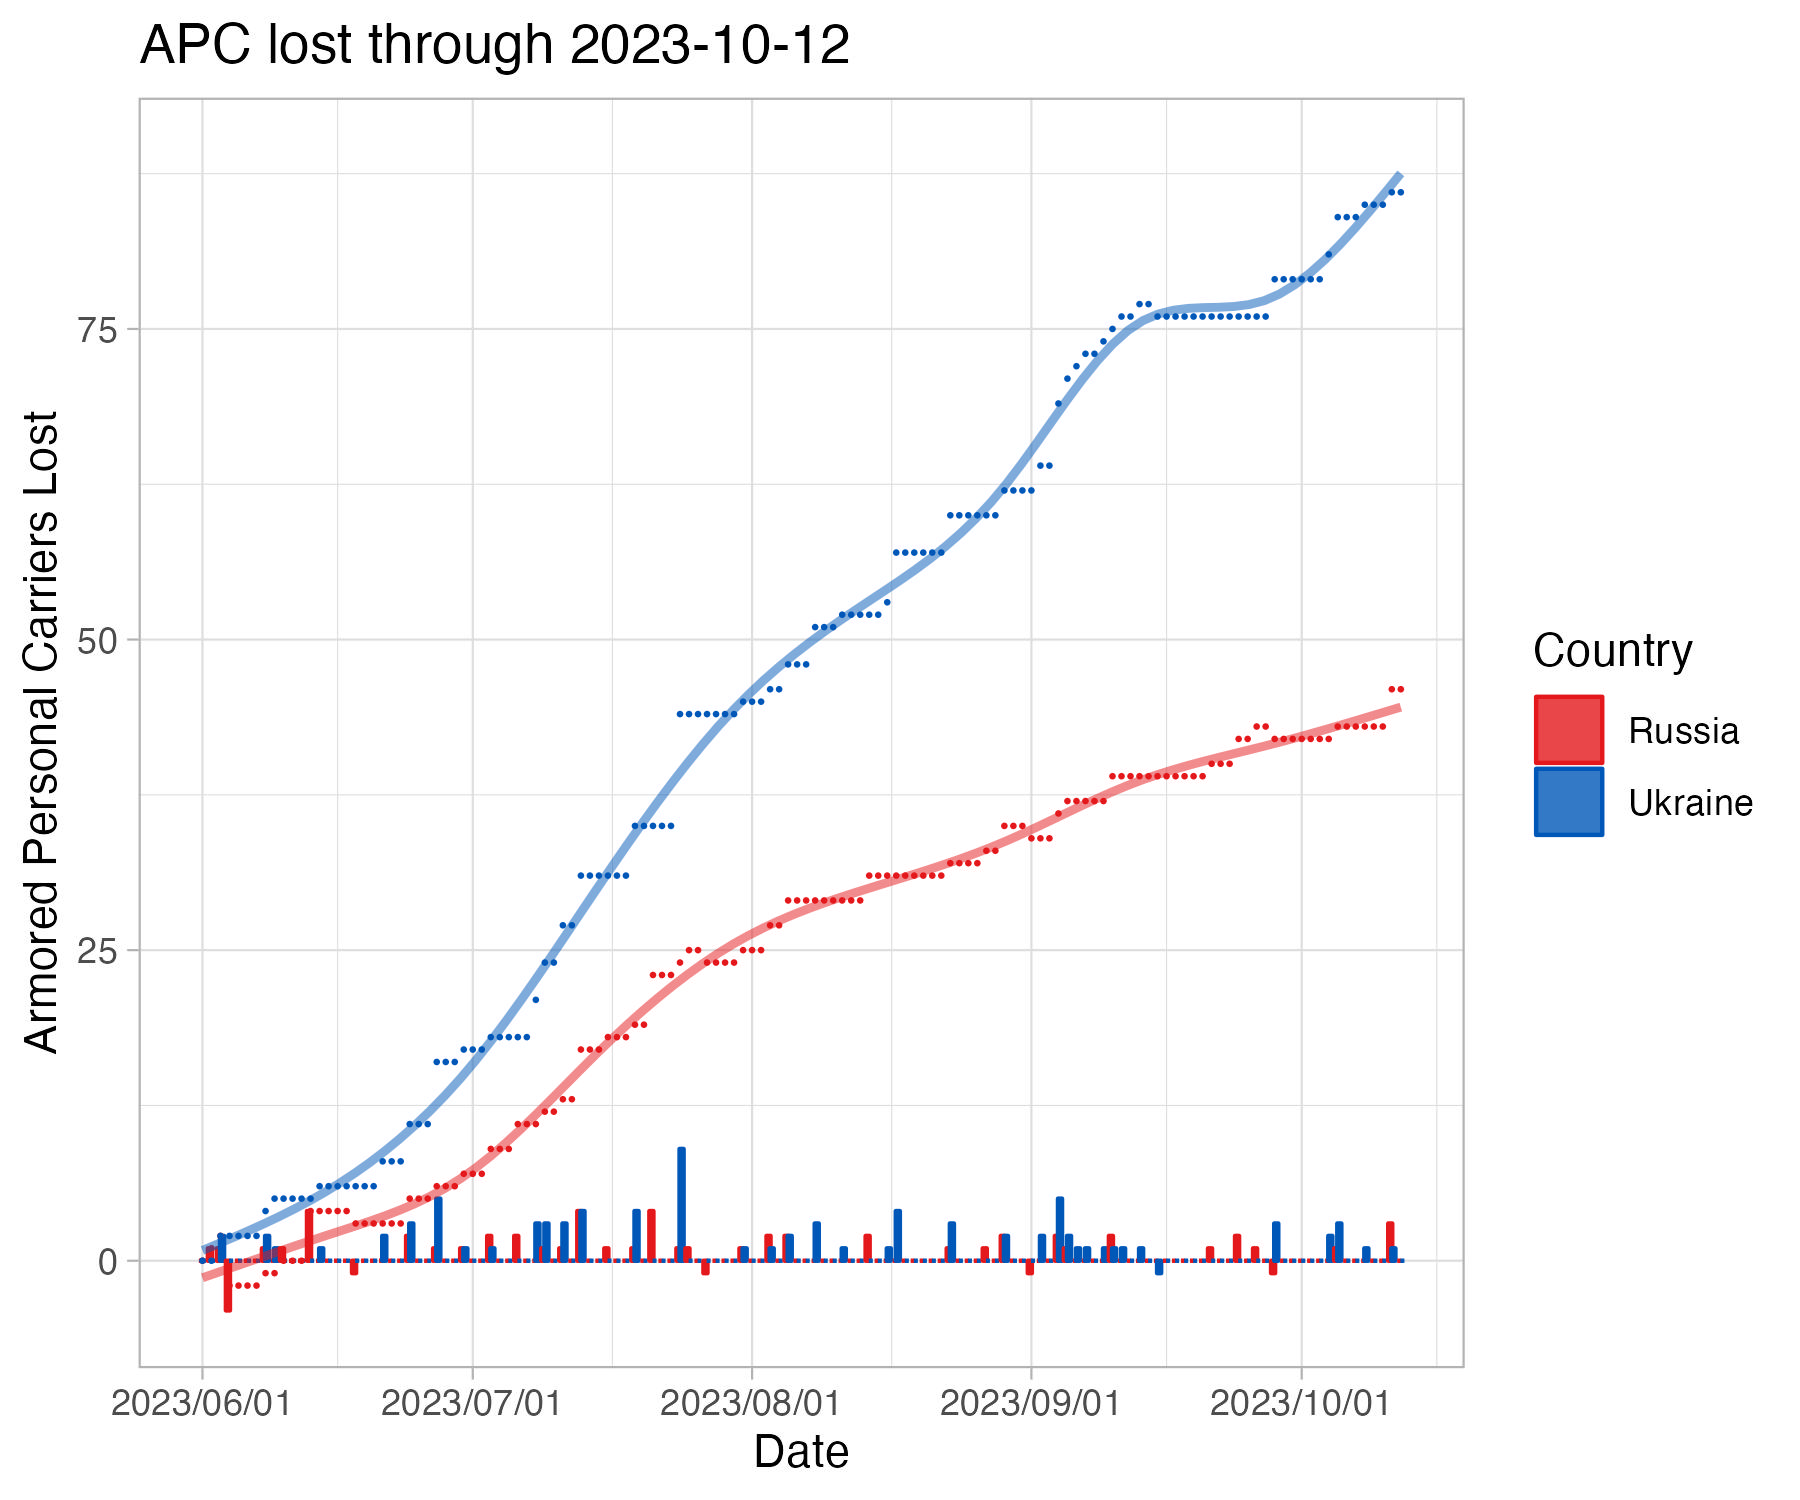 APC lost through 2023-10-12
Armored Personal Carriers Lost
75
50
25
0
2023/06/01
2023/07/01
2023/08/01
2023/09/01
2023/10/01
Date
Country
Russia
Ukraine